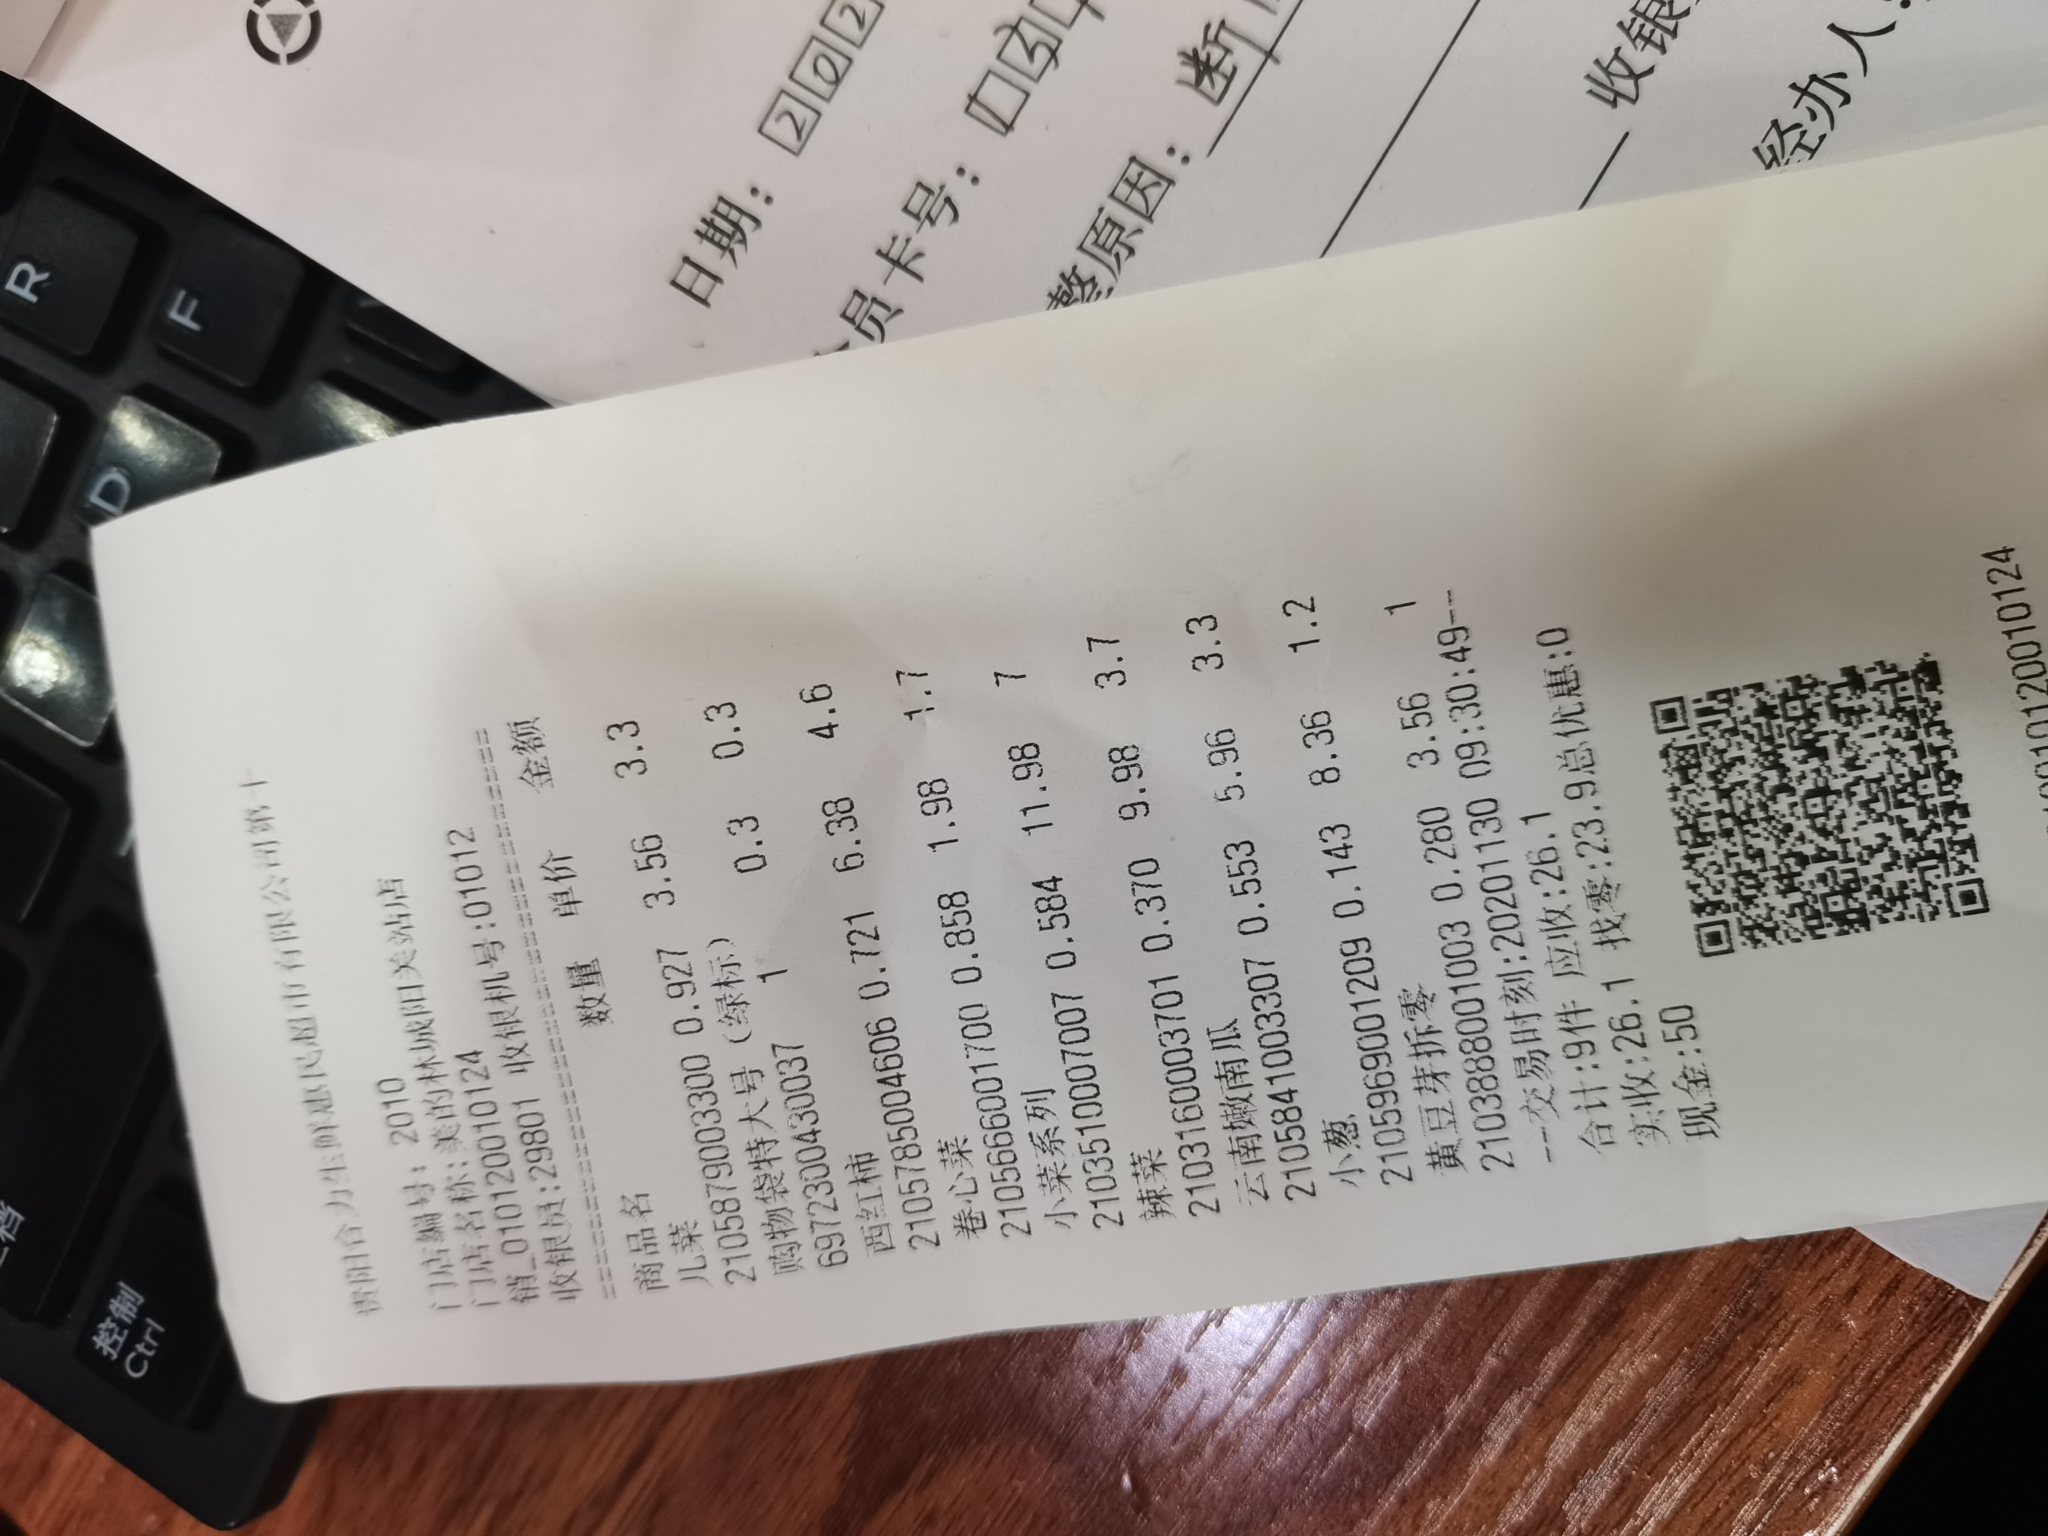 贵阳合力生鲜惠民超市有限公司第十
门店编号: 2010
门店名称:美的林城阳关站店
销_010120010124
收银员:29801 收银机号:01012
==============================
商品名 数量 单价 金额
儿菜
2105879003300 0.927 3.56 3.3
购物袋特大号(绿标)
6972300430037 1 0.3 0.3
西红柿
2105785004606 0.721 6.38 4.6
卷心菜
2105666001700 0.858 1.98 1.7
小菜系列
2103510007007 0.584 11.98 7
辣菜
2103160003701 0.370 9.98 3.7
云南嫩南瓜
2105841003307 0.553 5.96 3.3
小葱
2105969001209 0.143 8.36 1.2
黄豆芽拆零
2103888001003 0.280 3.56 1
--交易时刻:20201130 09:30:49--
合计:9件 应收:26.1
实收:26.1 找零:23.9总优惠:0
现金:50
日期: 202
员卡号:
整原因: 断
收银
经办人:
R
F
D
控制
Ctrl